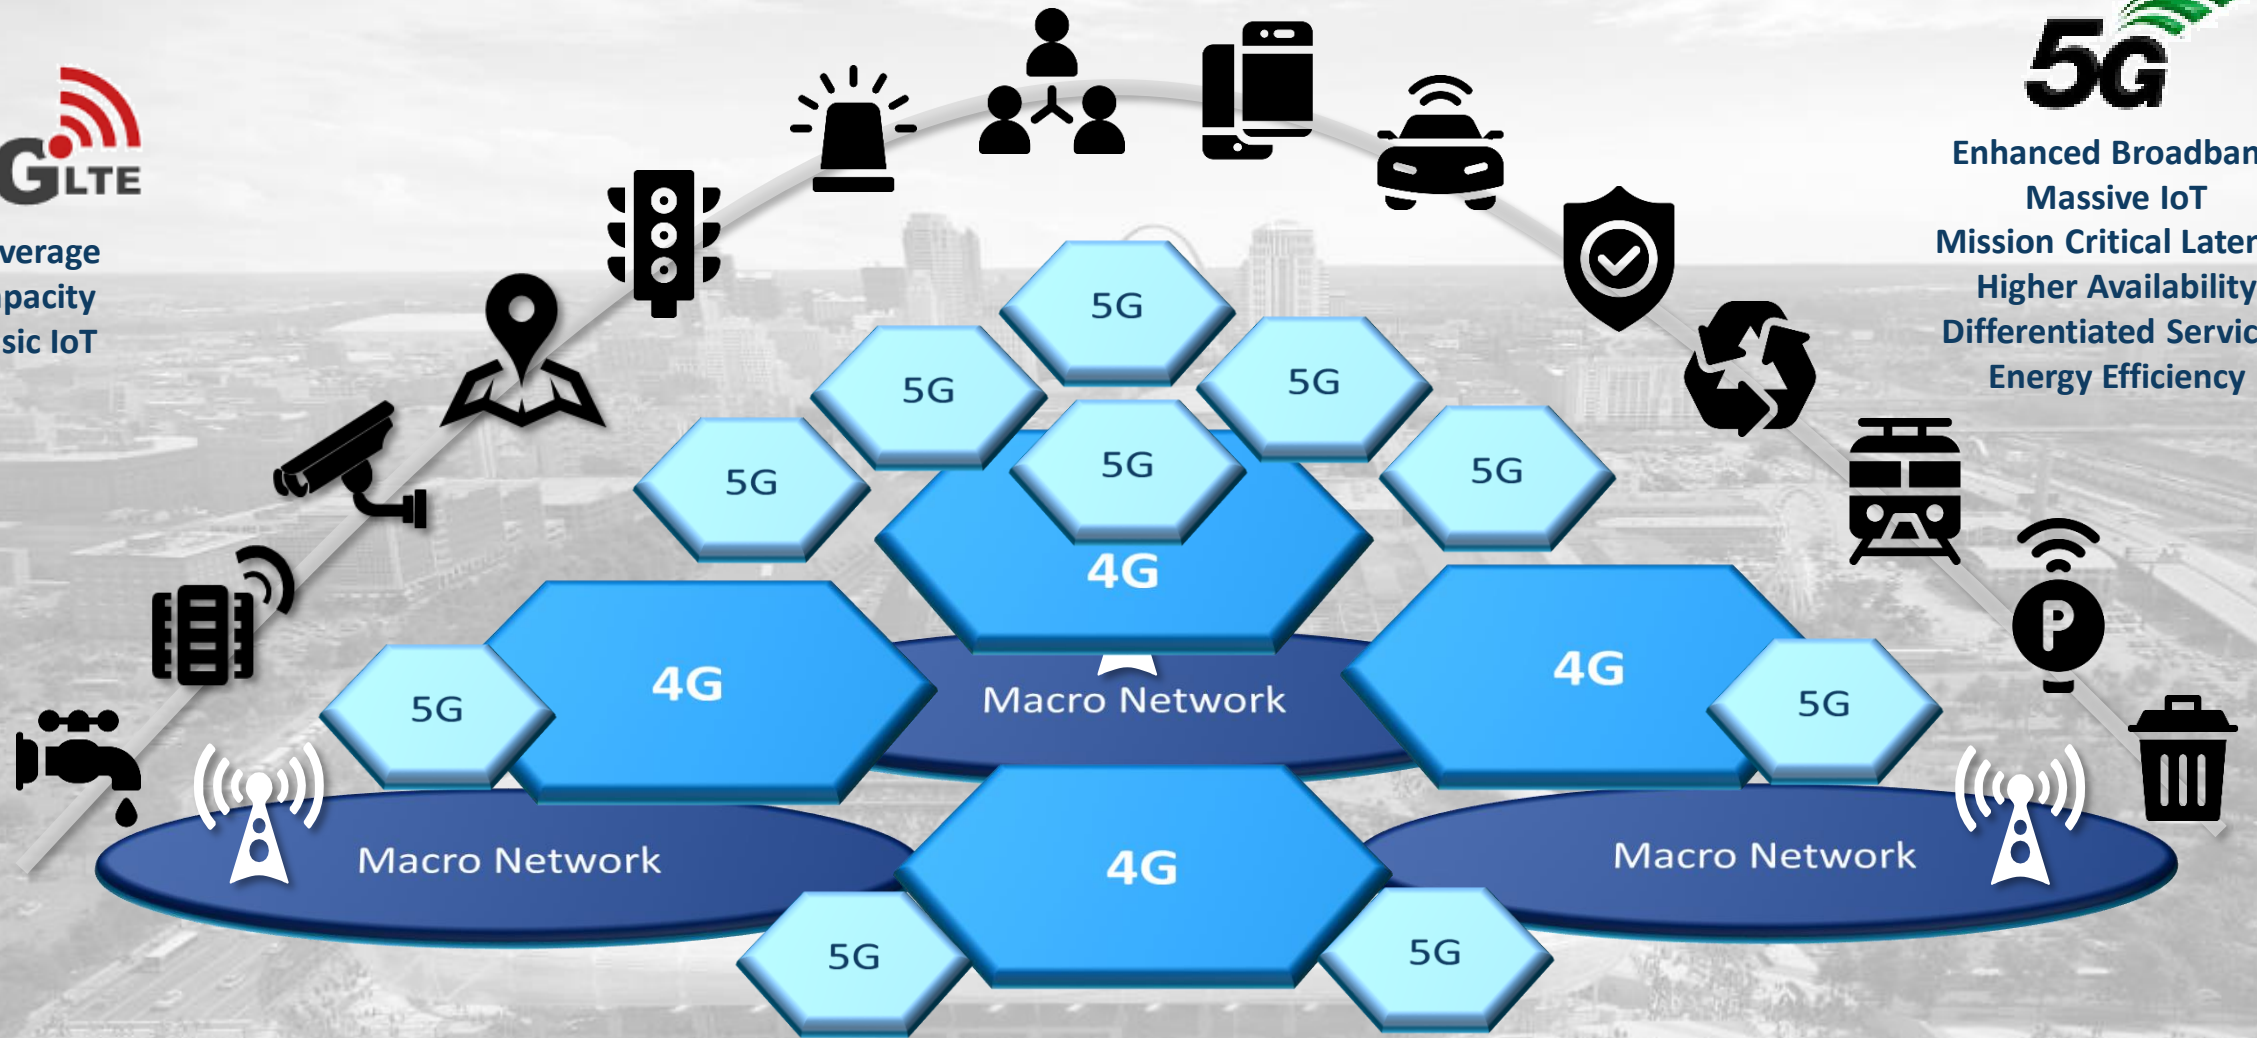 5G
G LTE
verage
pacity
sic IoT
Enhanced Broadban
Massive IoT
Mission Critical Laten
Higher Availability
Differentiated Servic
Energy Efficiency
5G
5G
5G
5G
5G
5G
5G
4G
4G
4G
5G
5G
P
Macro Network
Macro Network
Macro Network
4G
5G
5G